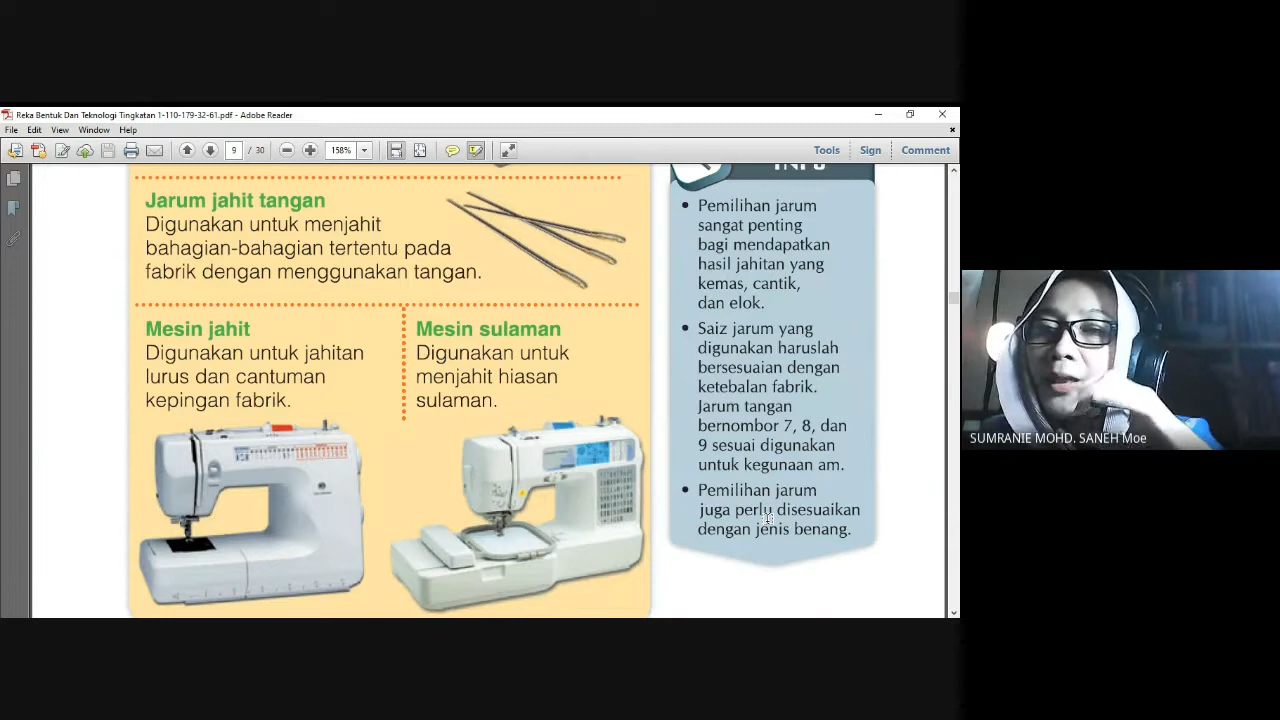 Reka Bentuk Dan Teknologi Tingkatan 1-110-179-32-61.pdf - Adobe Reader
File Edit View Window Help
9 / 30 158% Tools Sign Comment
INFO
Jarum jahit tangan
Digunakan untuk menjahit
bahagian-bahagian tertentu pada
fabrik dengan menggunakan tangan.
Mesin jahit
Digunakan untuk jahitan
lurus dan cantuman
kepingan fabrik.
Mesin sulaman
Digunakan untuk
menjahit hiasan
sulaman.
• Pemilihan jarum
sangat penting
bagi mendapatkan
hasil jahitan yang
kemas, cantik,
dan elok.
• Saiz jarum yang
digunakan haruslah
bersesuaian dengan
ketebalan fabrik.
Jarum tangan
bernombor 7, 8, dan
9 sesuai digunakan
untuk kegunaan am.
• Pemilihan jarum
juga perlu disesuaikan
dengan jenis benang.
SUMRANIE MOHD. SANEH Moe